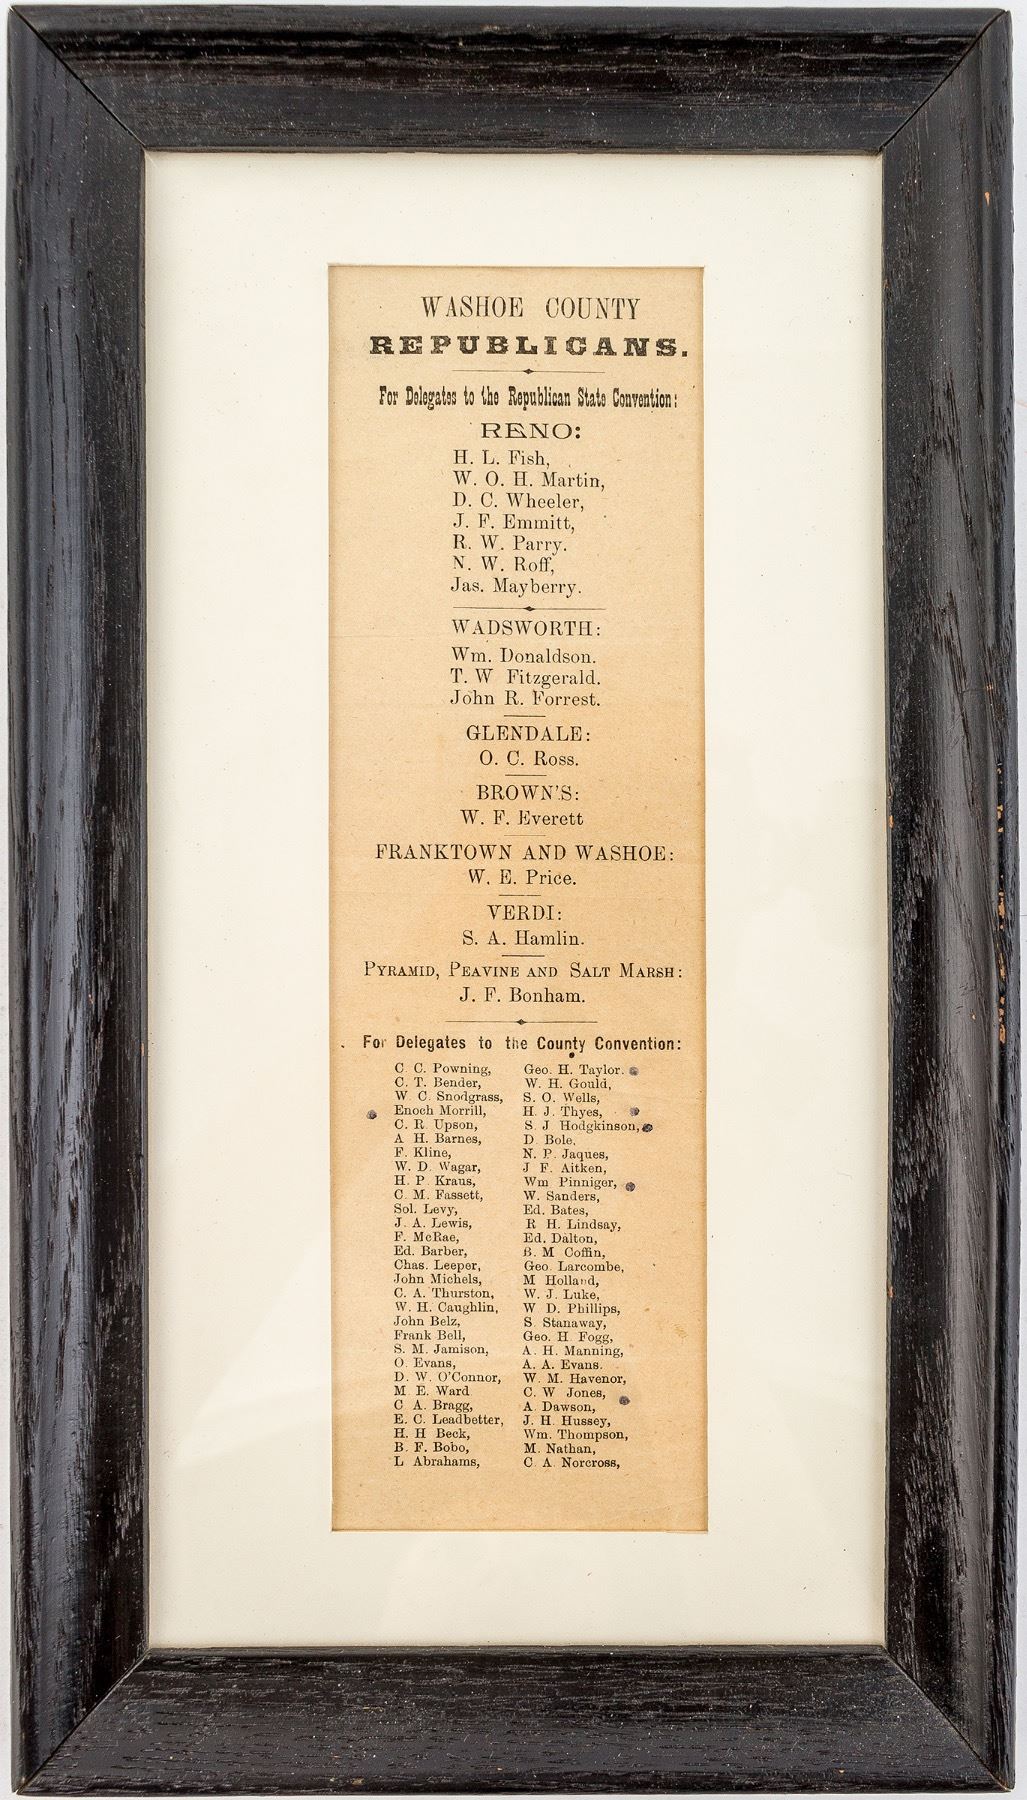 WASHOE COUNTY
REPUBLICANS.
For Delegates to the Republican State Convention:
RENO:
H. L. Fish,
W. O. H. Martin,
D. C. Wheeler,
J. F. Emmitt,
R. W. Parry.
N. W. Roff,
Jas. Mayberry.
WADSWORTH:
Wm. Donaldson.
T. W Fitzgerald.
John R. Forrest.
GLENDALE:
O. C. Ross.
BROWN'S:
W. F. Everett
FRANKTOWN AND WASHOE:
W. E. Price.
VERDI:
S. A. Hamlin.
PYRAMID, PEAVINE AND SALT MARSH:
J. F. Bonham.
For Delegates to the County Convention:
C C. Powning,
C. T. Bender,
W. C. Snodgrass,
Enoch Morrill,
C. R. Upson,
A H. Barnes,
F. Kline,
W. D. Wagar,
H. P. Kraus,
C. M. Fassett,
Sol. Levy,
J. A. Lewis,
F. McRae,
Ed. Barber,
Chas. Leeper,
John Michels,
C. A. Thurston,
W. H. Caughlin,
John Belz,
Frank Bell,
S. M. Jamison,
O. Evans,
D. W. O'Connor,
M. E. Ward
C A. Bragg,
E. C. Leadbetter,
H. H Beck,
B. F. Bobo,
L Abrahams,
Geo. H. Taylor.
W. H. Gould,
S. O. Wells,
H. J. Thyes,
S. J Hodgkinson,
D. Bole,
N. P. Jaques,
J F. Aitken,
Wm Pinniger,
W. Sanders,
Ed. Bates,
R H. Lindsay,
Ed. Dalton,
B. M Coffin,
Geo. Larcombe,
M Holland,
W. J. Luke,
W D. Phillips,
S. Stanaway,
Geo. H. Fogg,
A. H. Manning,
A. A. Evans.
W. M. Havenor,
C. W Jones,
A. Dawson,
J. H. Hussey,
Wm. Thompson,
M. Nathan,
C. A. Norcross,